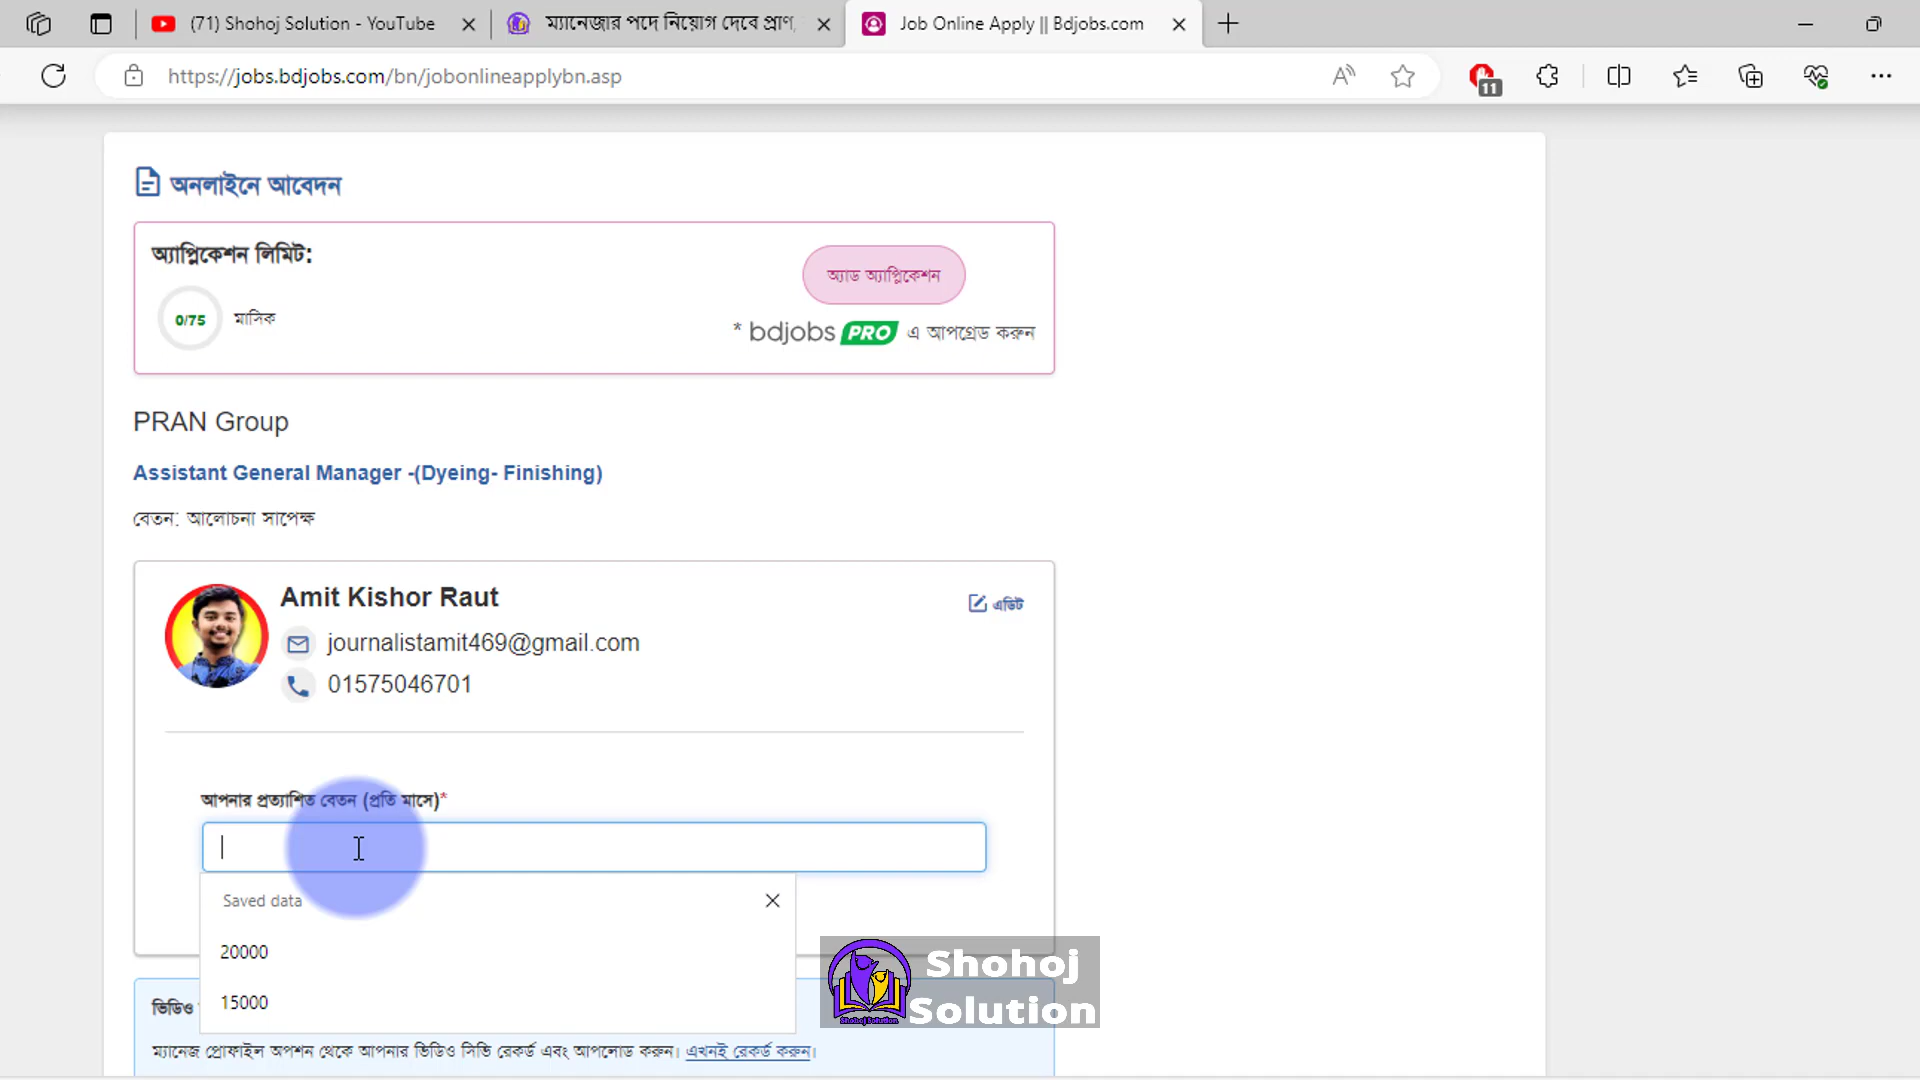 (71) Shohoj Solution - YouTube
ম্যানেজার পদে নিয়োগ দেবে প্রাণ,
Job Online Apply || Bdjobs.com
https://jobs.bdjobs.com/bn/jobonlineapplybn.asp
11
অনলাইনে আবেদন
অ্যাপ্লিকেশন লিমিট:
অ্যাড অ্যাপ্লিকেশন
0/75 মাসিক
* bdjobs PRO এ আপগ্রেড করুন
PRAN Group
Assistant General Manager -(Dyeing- Finishing)
বেতন: আলোচনা সাপেক্ষ
Amit Kishor Raut
এডিট
journalistamit469@gmail.com
01575046701
আপনার প্রত্যাশিত বেতন (প্রতি মাসে)*
Saved data
20000
15000
Shohoj
Solution
Shohoj Solution
ভিডিও
ম্যানেজ প্রোফাইল অপশন থেকে আপনার ভিডিও সিভি রেকর্ড এবং আপলোড করুন। এখনই রেকর্ড করুন।